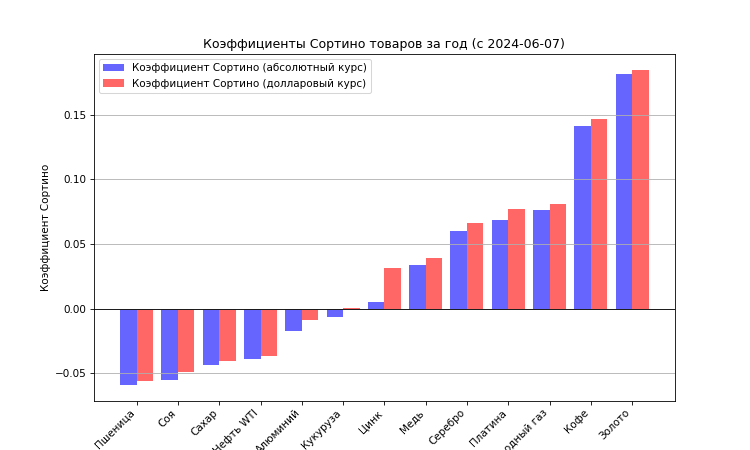 Коэффициенты Сортино товаров за год (с 2024-06-07)
Коэффициент Сортино (абсолютный курс)
Коэффициент Сортино (долларовый курс)
Коэффициент Сортино
0.15
0.10
0.05
0.00
−0.05
Пшеница
Соя
Сахар
Нефть WTI
Алюминий
Кукуруза
Цинк
Медь
Серебро
Платина
газ
Кофе
Золото